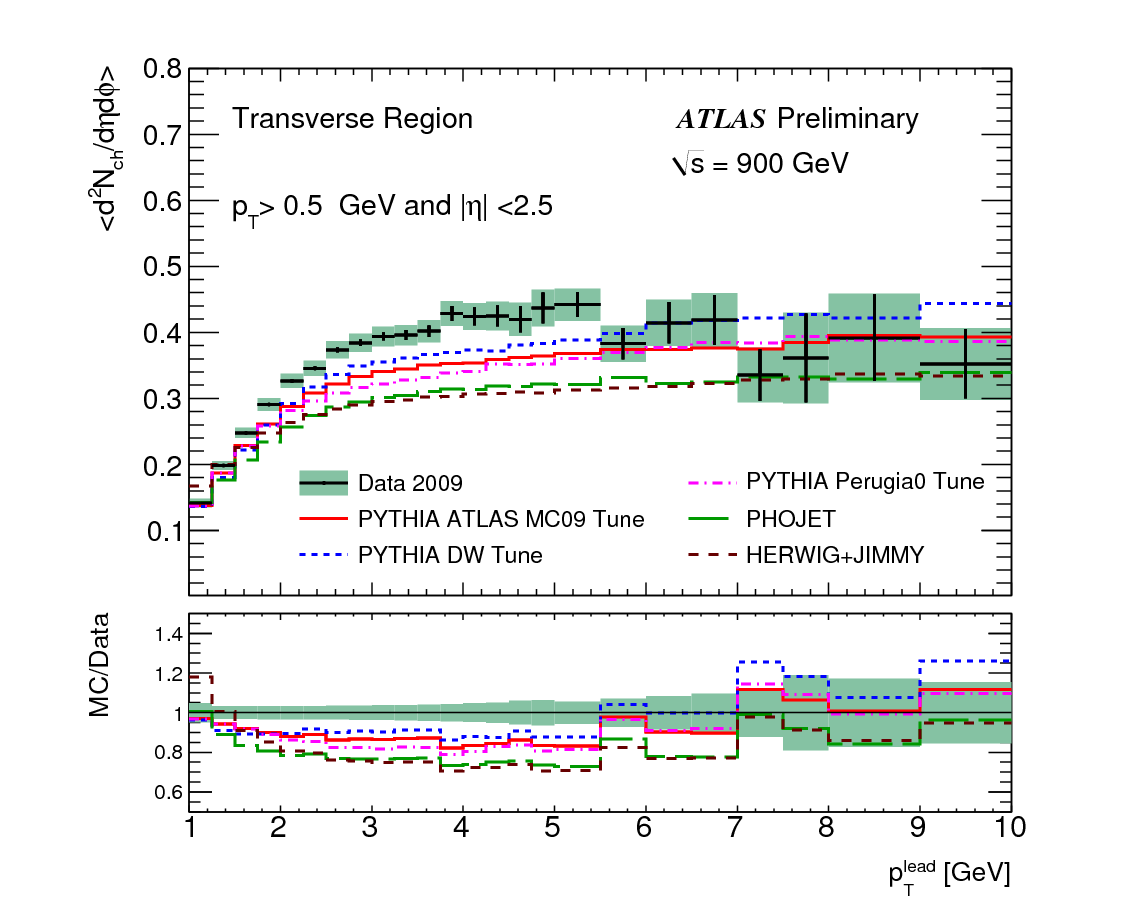 <d²N_ch/dηdϕ>
0.8
0.7
0.6
0.5
0.4
0.3
0.2
0.1
Transverse Region
ATLAS Preliminary
√s = 900 GeV
p_T> 0.5 GeV and |η| <2.5
Data 2009
PYTHIA ATLAS MC09 Tune
PYTHIA DW Tune
PYTHIA Perugia0 Tune
PHOJET
HERWIG+JIMMY
MC/Data
1.4
1.2
1
0.8
0.6
1 2 3 4 5 6 7 8 9 10
p_T^lead [GeV]